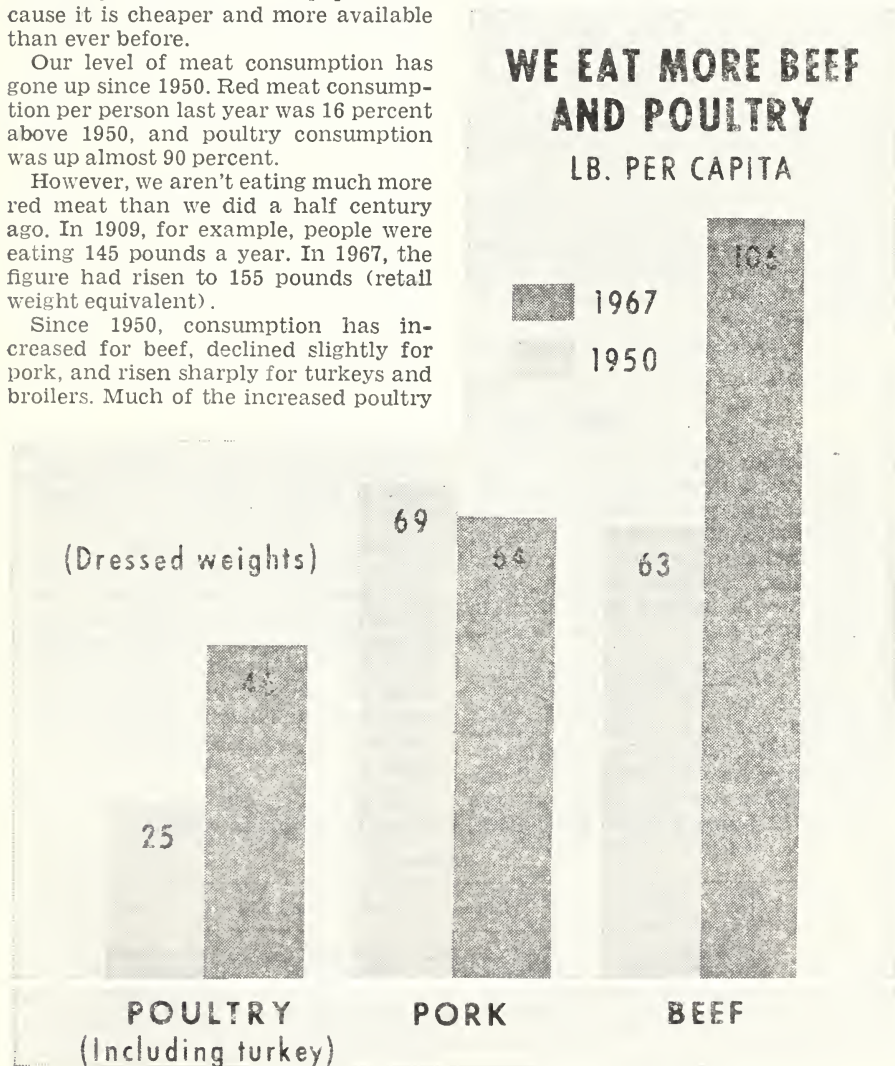 cause it is cheaper and more available
than ever before.
Our level of meat consumption has
gone up since 1950. Red meat consump-
tion per person last year was 16 percent
above 1950, and poultry consumption
was up almost 90 percent.
However, we aren't eating much more
red meat than we did a half century
ago. In 1909, for example, people were
eating 145 pounds a year. In 1967, the
figure had risen to 155 pounds (retail
weight equivalent).
Since 1950, consumption has in-
creased for beef, declined slightly for
pork, and risen sharply for turkeys and
broilers. Much of the increased poultry
WE EAT MORE BEEF
AND POULTRY
LB. PER CAPITA
106
1967
1950
(Dressed weights)
69
64
63
25
POULTRY
(Including turkey)
PORK
BEEF